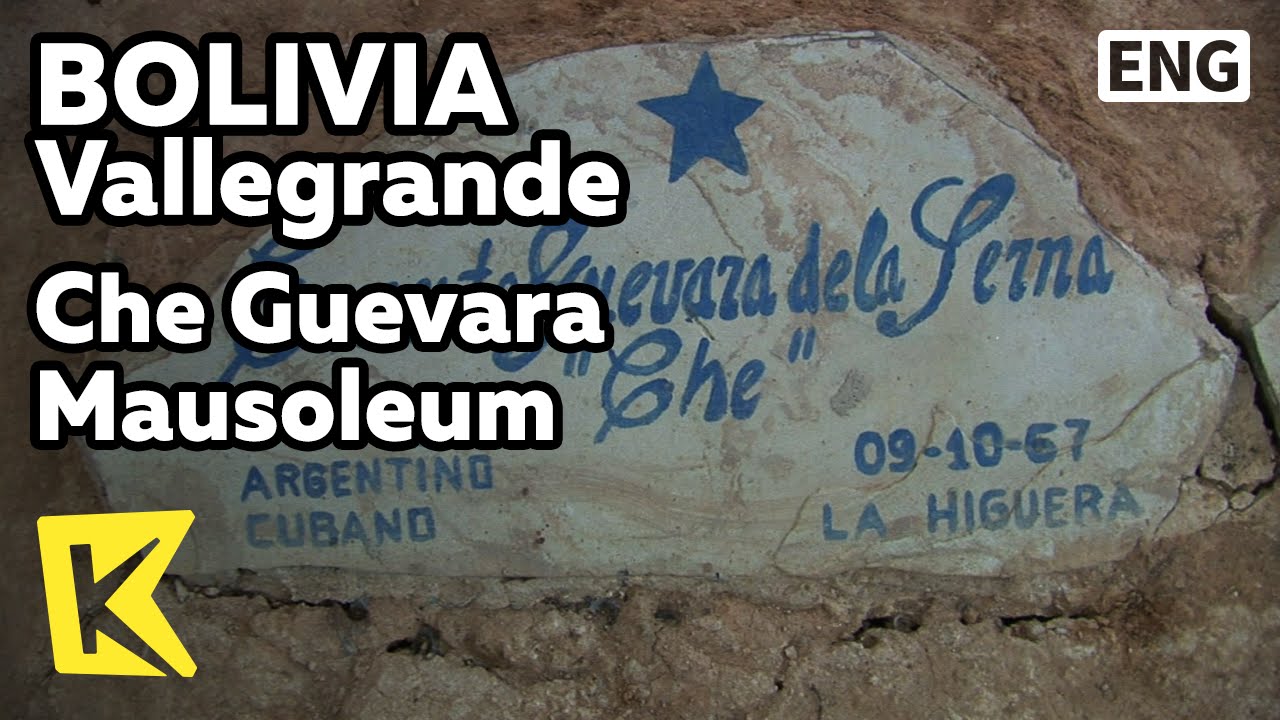 BOLIVIA
ENG
Vallegrande
Che Guevara
Mausoleum
Guevara dela Serna
"Che"
ARGENTINO
CUBANO
09-10-67
LA HIGUERA
K